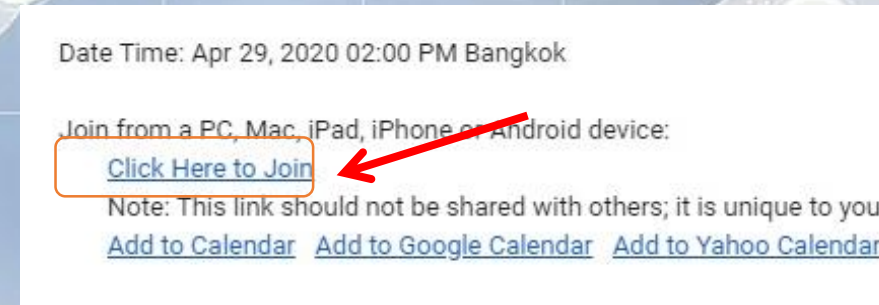 Date Time: Apr 29, 2020 02:00 PM Bangkok
Join from a PC, Mac, iPad, iPhone or Android device:
Click Here to Join
Note: This link should not be shared with others; it is unique to you
Add to Calendar Add to Google Calendar Add to Yahoo Calendar